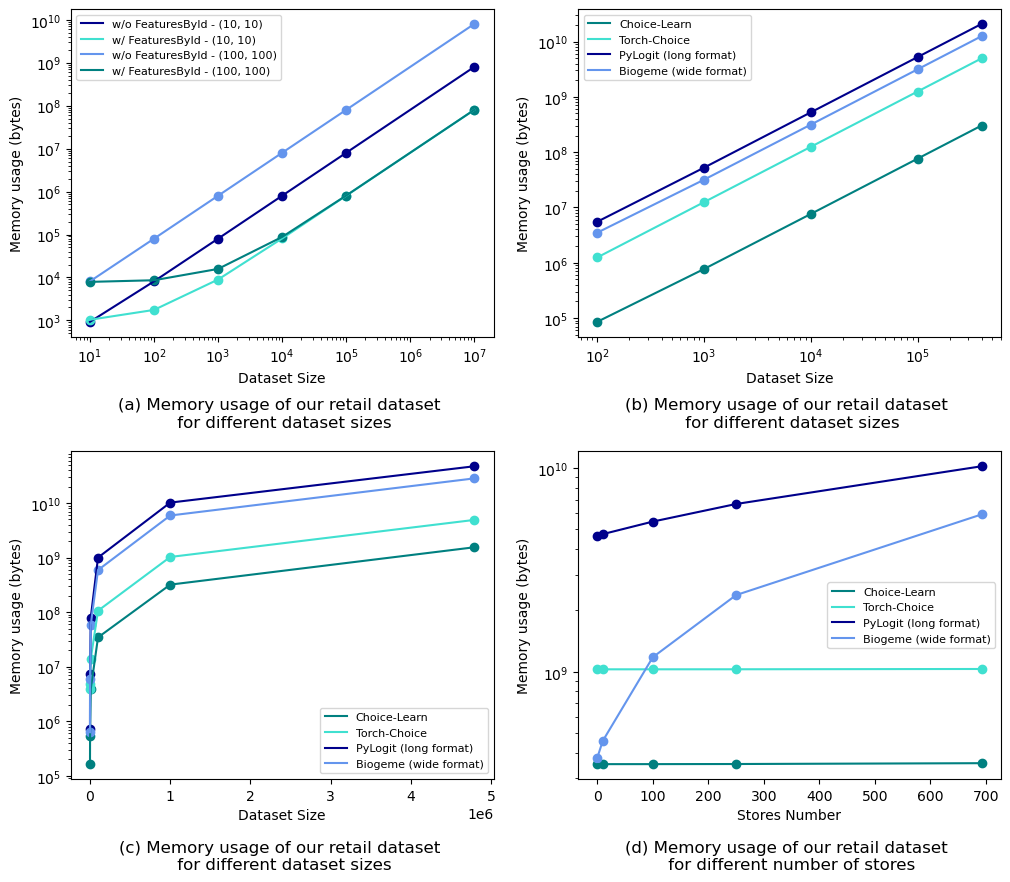 Memory usage (bytes)
10^10
10^9
10^8
10^7
10^6
10^5
10^4
10^3
w/o FeaturesById - (10, 10)
w/ FeaturesById - (10, 10)
w/o FeaturesById - (100, 100)
w/ FeaturesById - (100, 100)
10^1 10^2 10^3 10^4 10^5 10^6 10^7
Dataset Size
(a) Memory usage of our retail dataset
for different dataset sizes
Memory usage (bytes)
10^10
10^9
10^8
10^7
10^6
10^5
Choice-Learn
Torch-Choice
PyLogit (long format)
Biogeme (wide format)
10^2 10^3 10^4 10^5
Dataset Size
(b) Memory usage of our retail dataset
for different dataset sizes
Memory usage (bytes)
10^10
10^9
10^8
10^7
10^6
10^5
Choice-Learn
Torch-Choice
PyLogit (long format)
Biogeme (wide format)
0 1 2 3 4 5
1e6
Dataset Size
(c) Memory usage of our retail dataset
for different dataset sizes
Memory usage (bytes)
10^10
10^9
Choice-Learn
Torch-Choice
PyLogit (long format)
Biogeme (wide format)
0 100 200 300 400 500 600 700
Stores Number
(d) Memory usage of our retail dataset
for different number of stores